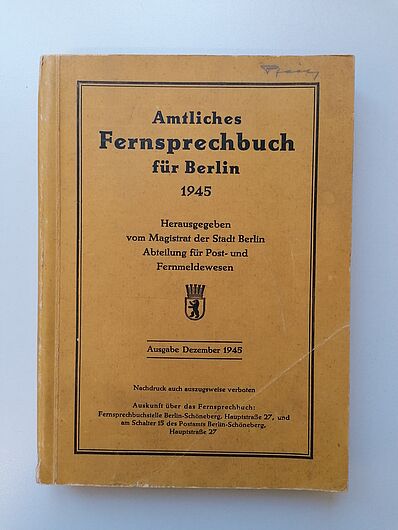 Amtliches
Fernsprechbuch
für Berlin
1945
Herausgegeben
vom Magistrat der Stadt Berlin
Abteilung für Post- und
Fernmeldewesen
Ausgabe Dezember 1945
Nachdruck auch auszugsweise verboten
Auskunft über das Fernsprechbuch:
Fernsprechbuchstelle Berlin-Schöneberg, Hauptstraße 27, und
am Schalter 15 des Postamts Berlin-Schöneberg,
Hauptstraße 27